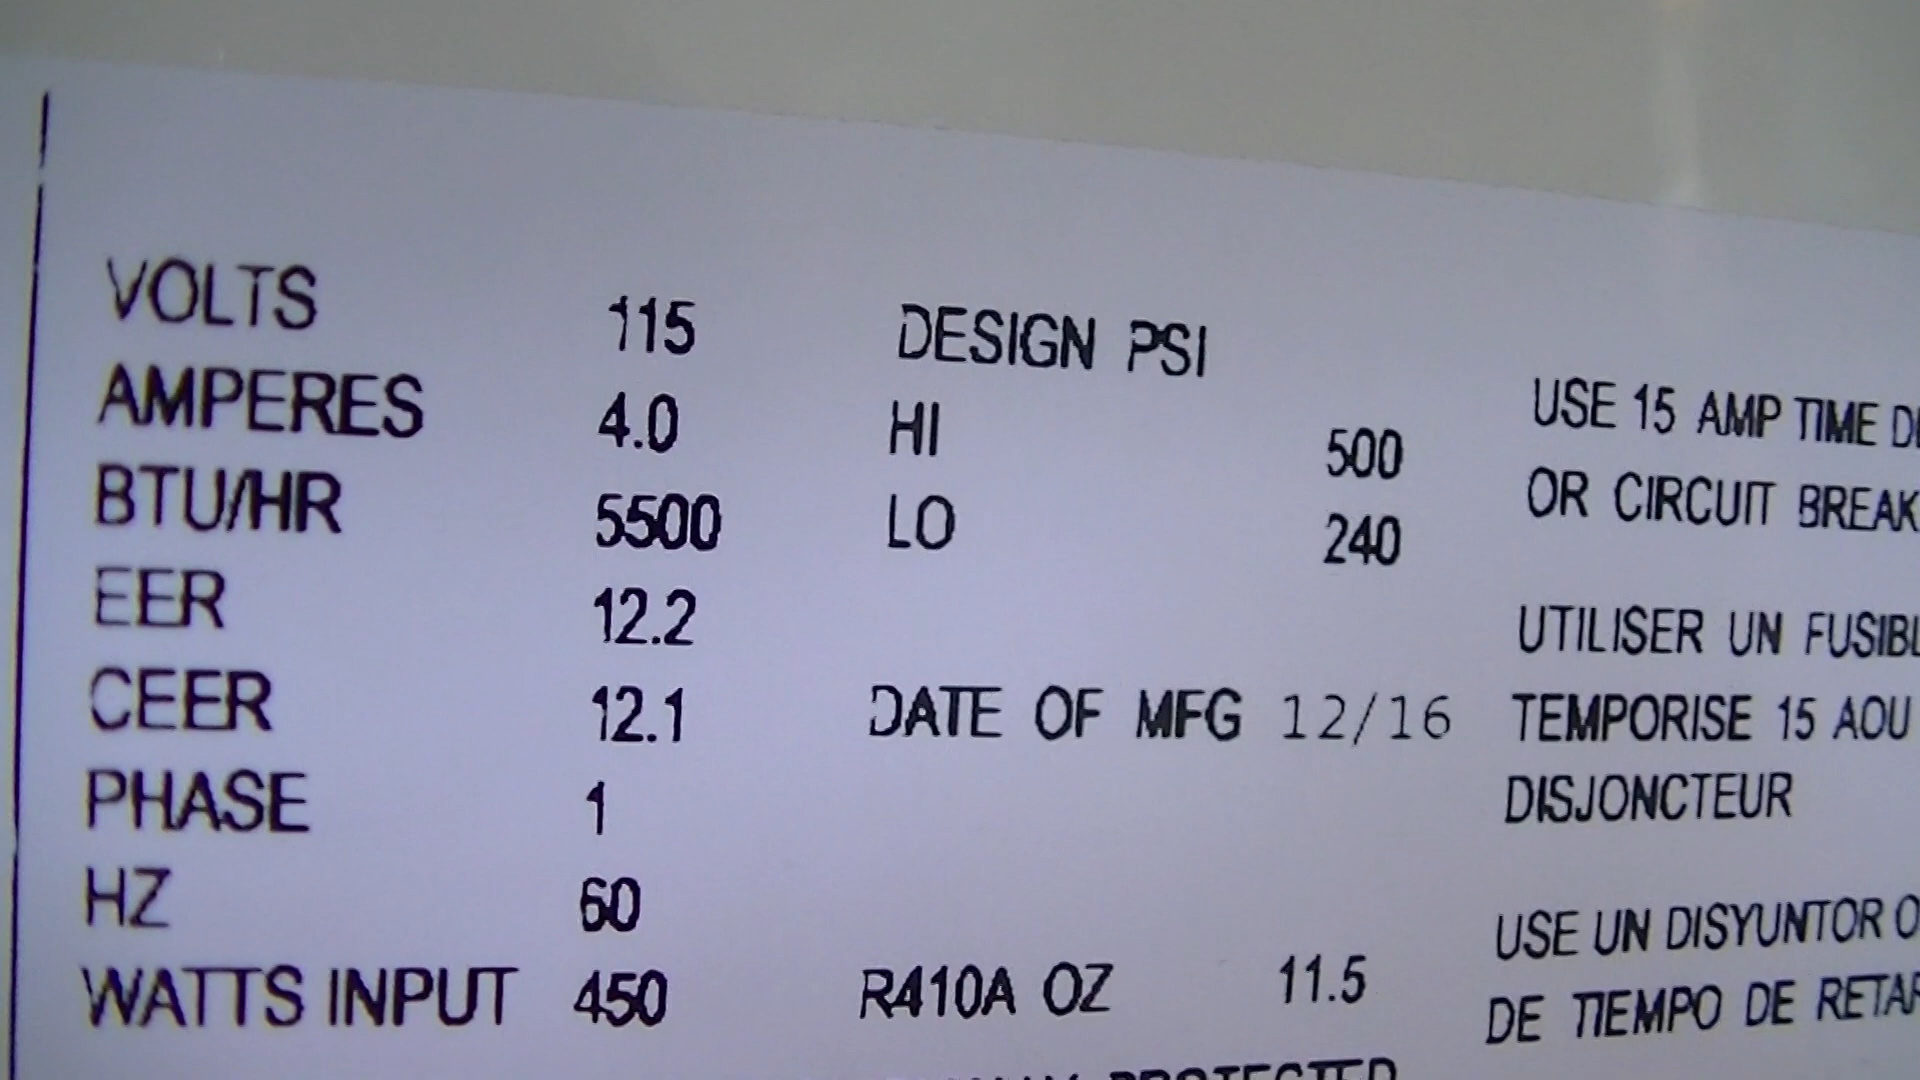 VOLTS 115
AMPERES 4.0
BTU/HR 5500
EER 12.2
CEER 12.1
PHASE 1
HZ 60
WATTS INPUT 450
DESIGN PSI
HI 500
LO 240
DATE OF MFG 12/16
R410A OZ 11.5
PROTECTED
USE 15 AMP TIME
OR CIRCUIT
UTILISER UN
TEMPORISE 15 AOU
DISJONCTEUR
USE UN DISYUNTOR
DE TIEMPO DE